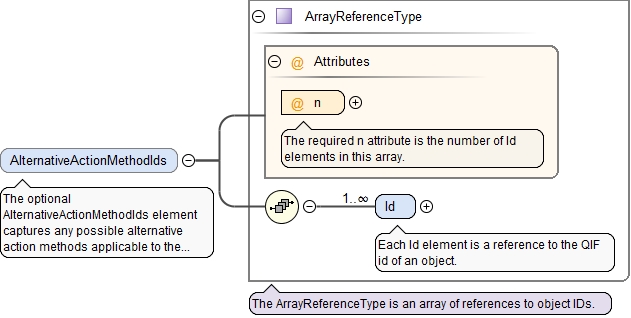 ArrayReferenceType
@ Attributes
@ n
The required n attribute is the number of Id
elements in this array.
AlternativeActionMethodIds
The optional
AlternativeActionMethodIds element
captures any possible alternative
action methods applicable to the...
1..∞
Id
Each Id element is a reference to the QIF
id of an object.
The ArrayReferenceType is an array of references to object IDs.